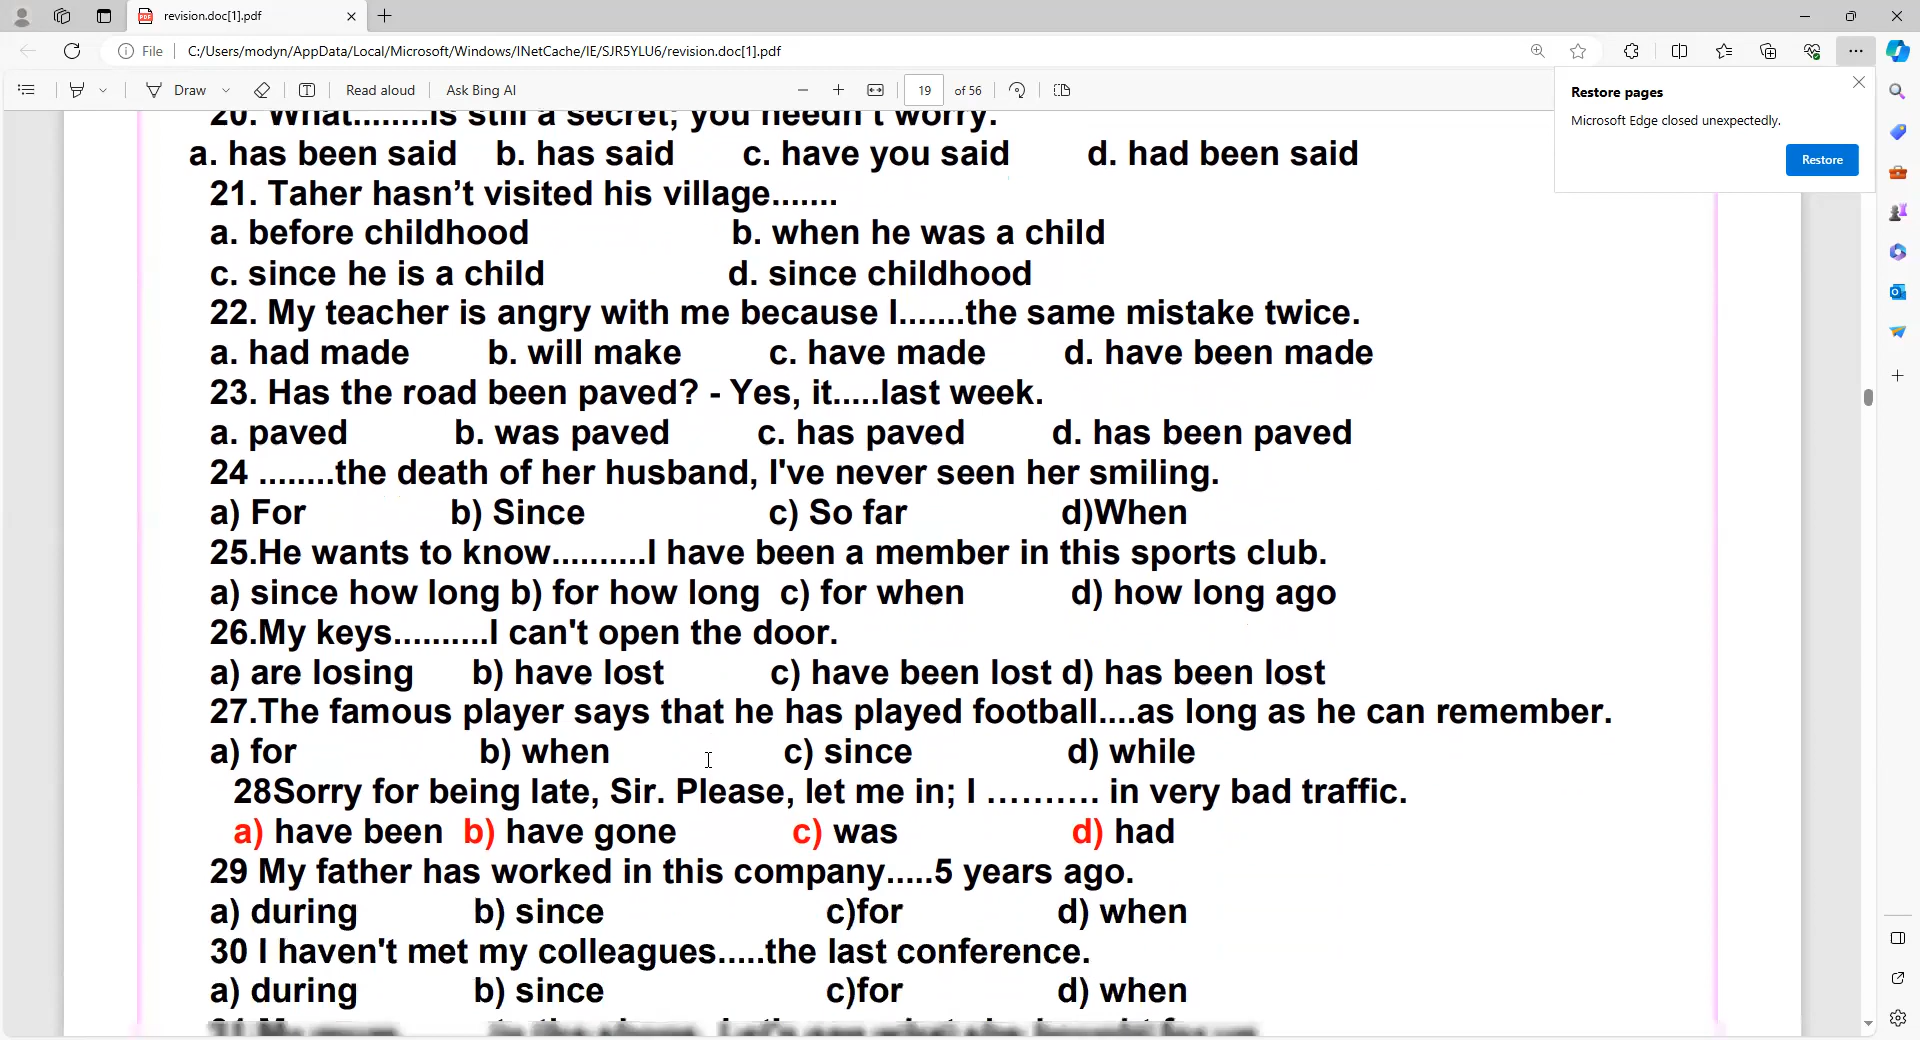 revision.doc[1].pdf
File
C:/Users/modyn/AppData/Local/Microsoft/Windows/INetCache/IE/SJR5YLU6/revision.doc[1].pdf
Draw
Read aloud
Ask Bing AI
19 of 56
Restore pages
Microsoft Edge closed unexpectedly.
Restore
20. What.........is still a secret; you needn't worry.
a. has been said b. has said c. have you said d. had been said
21. Taher hasn’t visited his village.......
a. before childhood b. when he was a child
c. since he is a child d. since childhood
22. My teacher is angry with me because I.......the same mistake twice.
a. had made b. will make c. have made d. have been made
23. Has the road been paved? - Yes, it.....last week.
a. paved b. was paved c. has paved d. has been paved
24 ........the death of her husband, I've never seen her smiling.
a) For b) Since c) So far d)When
25.He wants to know..........I have been a member in this sports club.
a) since how long b) for how long c) for when d) how long ago
26.My keys..........I can't open the door.
a) are losing b) have lost c) have been lost d) has been lost
27.The famous player says that he has played football....as long as he can remember.
a) for b) when c) since d) while
28Sorry for being late, Sir. Please, let me in; I ………. in very bad traffic.
a) have been b) have gone c) was d) had
29 My father has worked in this company.....5 years ago.
a) during b) since c)for d) when
30 I haven't met my colleagues.....the last conference.
a) during b) since c)for d) when